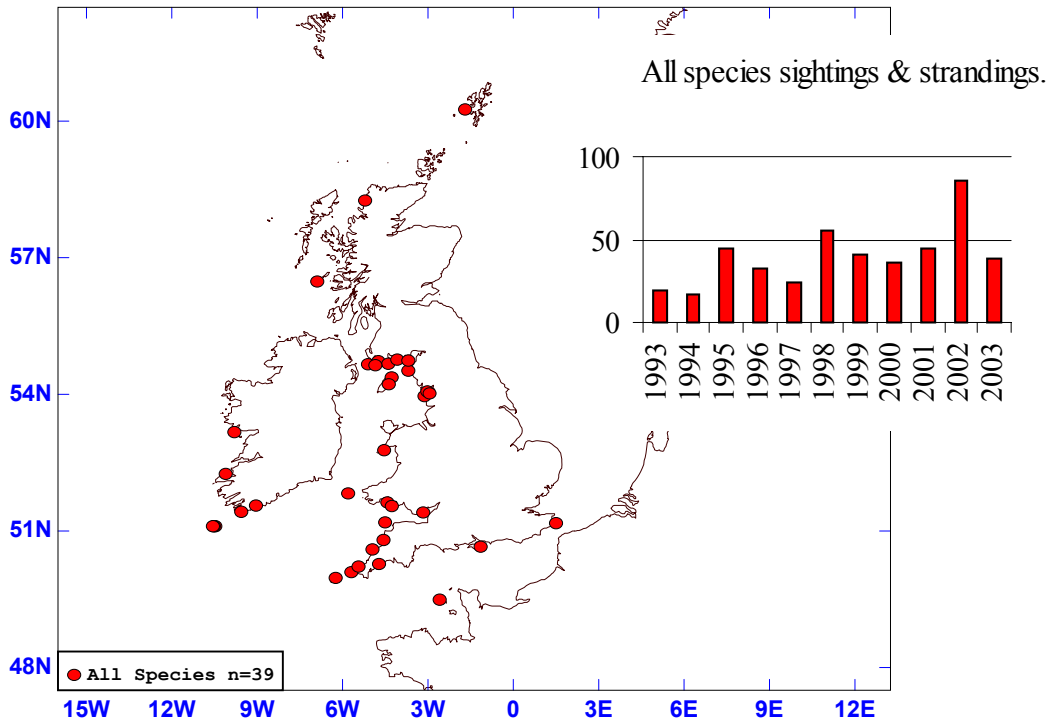 All species sightings & strandings.
100
50
0
1993
1994
1995
1996
1997
1998
1999
2000
2001
2002
2003
60N
57N
54N
51N
48N
All Species n=39
15W 12W 9W 6W 3W 0 3E 6E 9E 12E